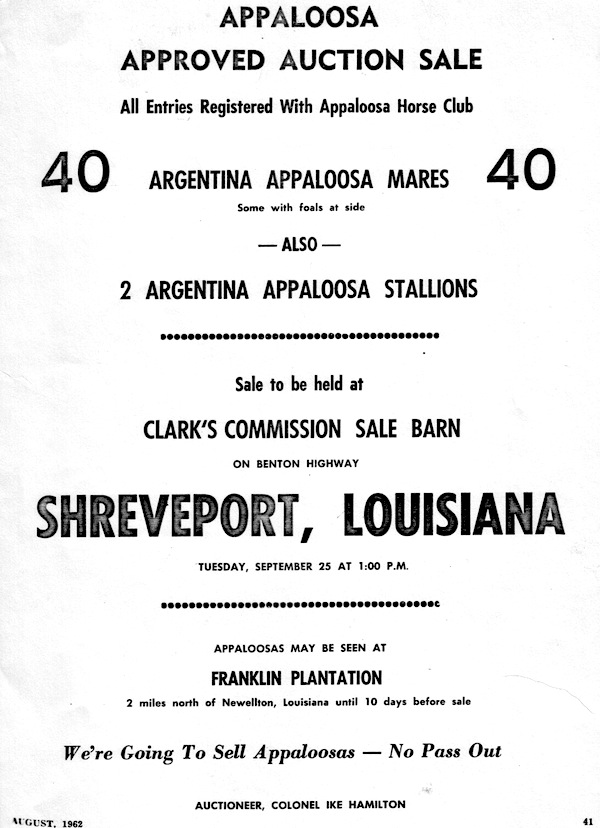 APPALOOSA
APPROVED AUCTION SALE
All Entries Registered With Appaloosa Horse Club
40 ARGENTINA APPALOOSA MARES 40
Some with foals at side
— ALSO —
2 ARGENTINA APPALOOSA STALLIONS
Sale to be held at
CLARK'S COMMISSION SALE BARN
ON BENTON HIGHWAY
SHREVEPORT, LOUISIANA
TUESDAY, SEPTEMBER 25 AT 1:00 P.M.
APPALOOSAS MAY BE SEEN AT
FRANKLIN PLANTATION
2 miles north of Newellton, Louisiana until 10 days before sale
We're Going To Sell Appaloosas — No Pass Out
AUCTIONEER, COLONEL IKE HAMILTON
AUGUST, 1962
41